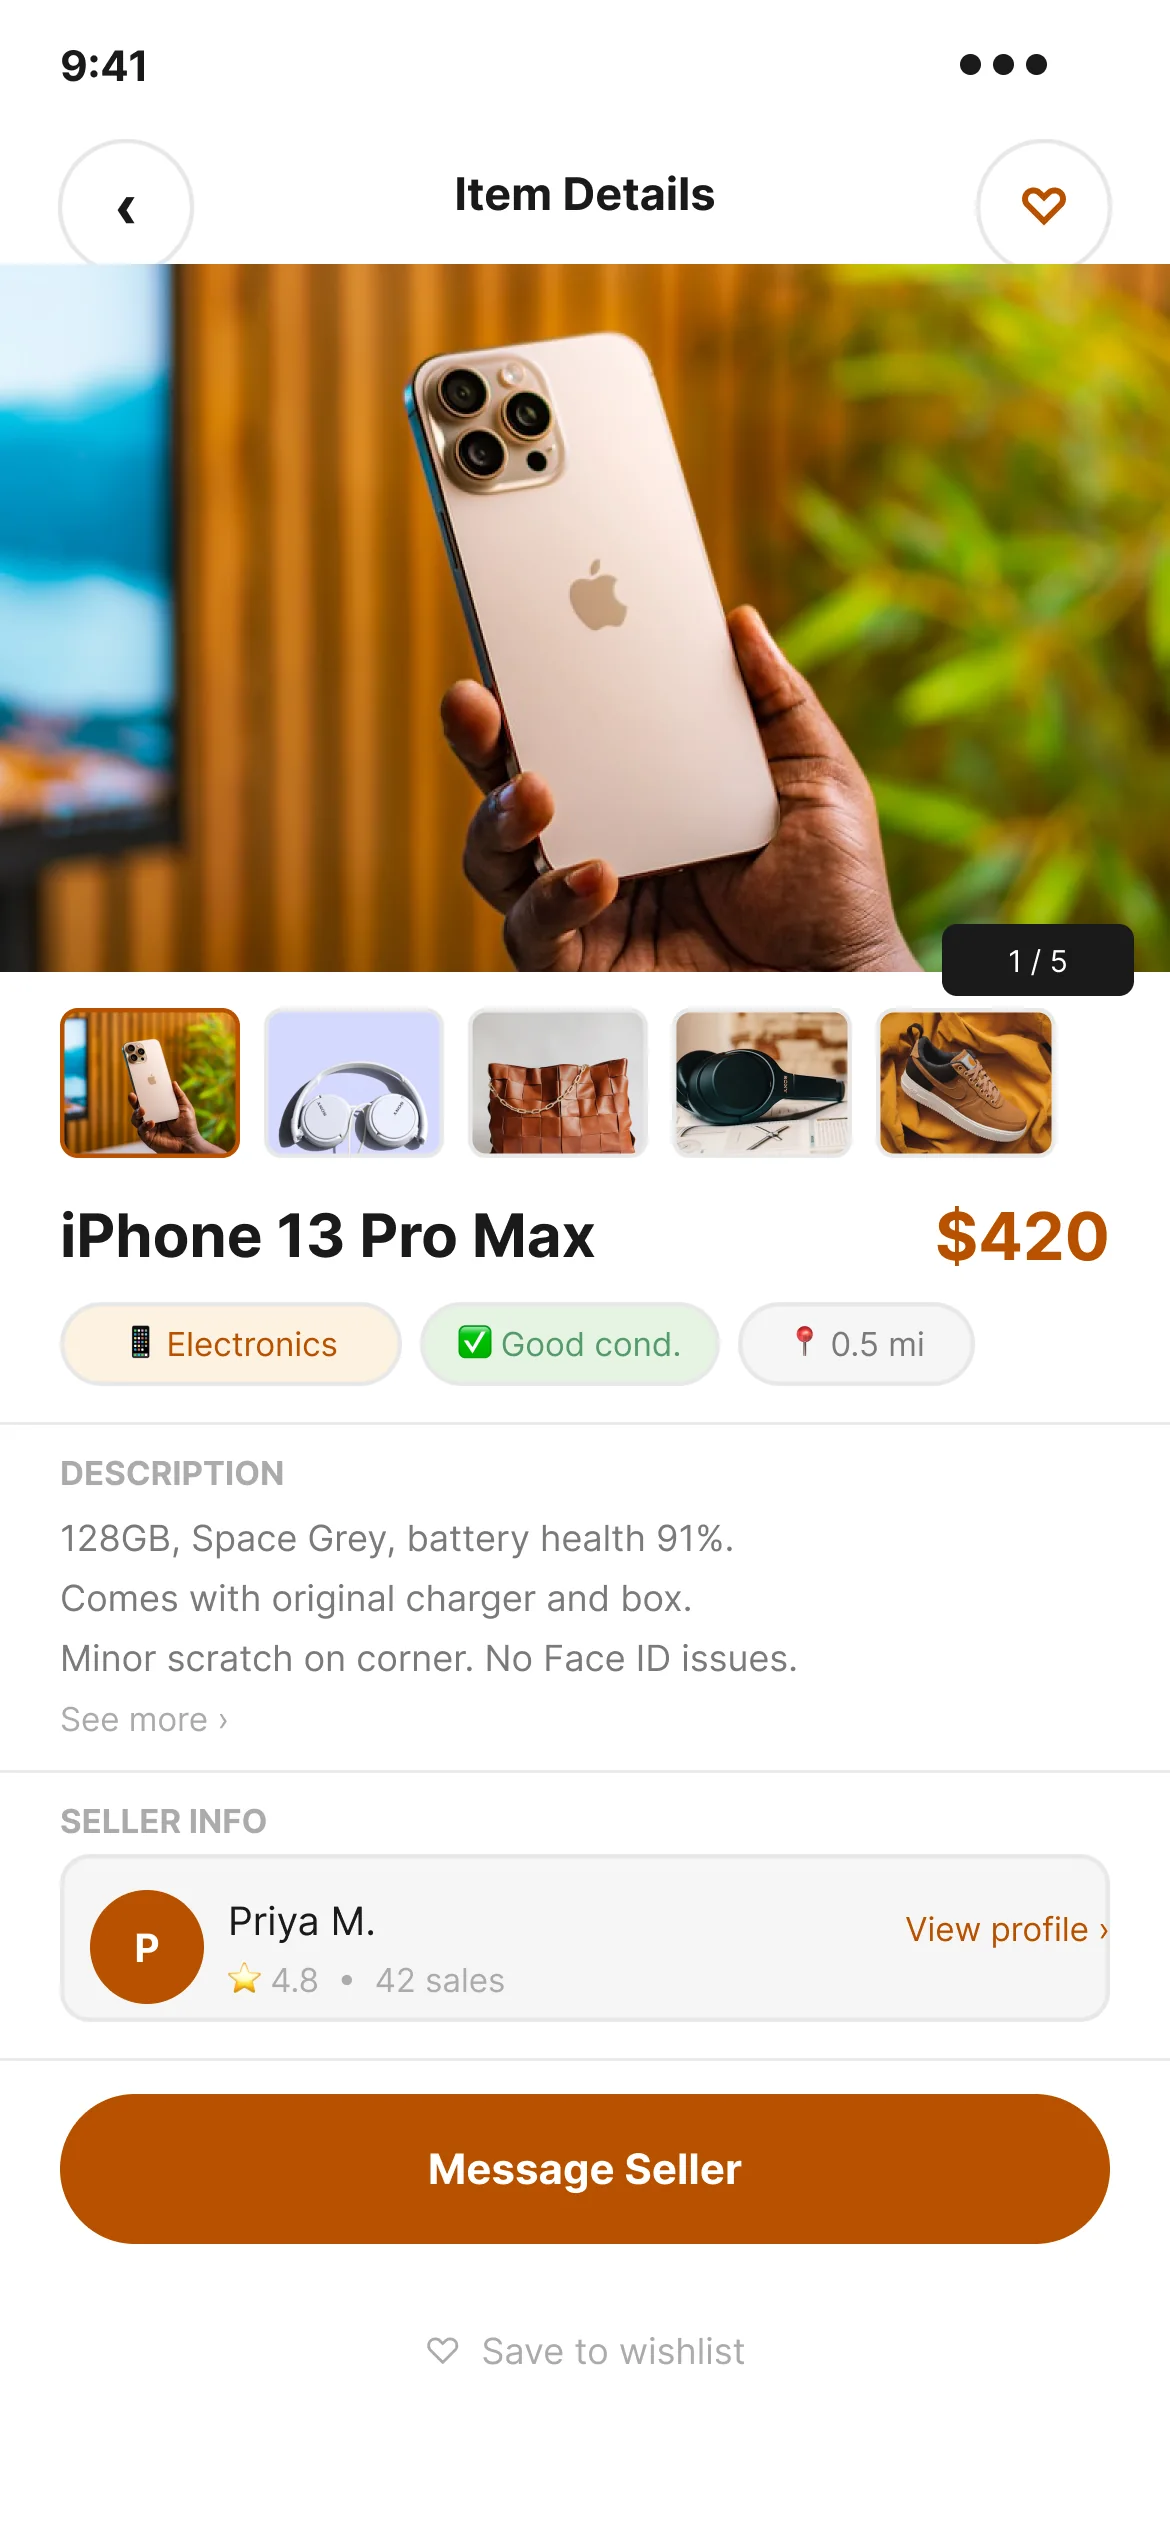 9:41
Item Details
1 / 5
iPhone 13 Pro Max
$420
Electronics
Good cond.
0.5 mi
DESCRIPTION
128GB, Space Grey, battery health 91%.
Comes with original charger and box.
Minor scratch on corner. No Face ID issues.
See more ›
SELLER INFO
P
Priya M.
View profile ›
4.8 • 42 sales
Message Seller
Save to wishlist